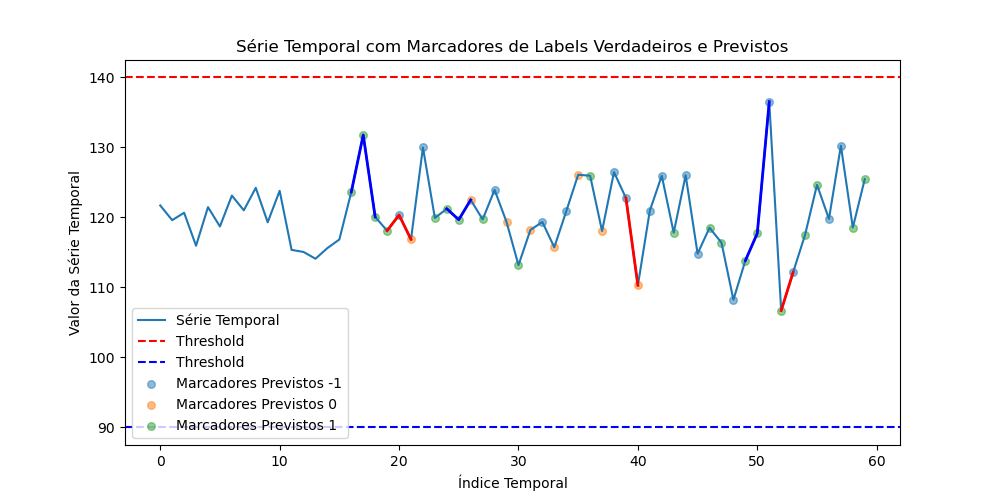 Série Temporal com Marcadores de Labels Verdadeiros e Previstos
Valor da Série Temporal
140
130
120
110
100
90
Série Temporal
Threshold
Threshold
Marcadores Previstos -1
Marcadores Previstos 0
Marcadores Previstos 1
0
10
20
30
40
50
60
Índice Temporal